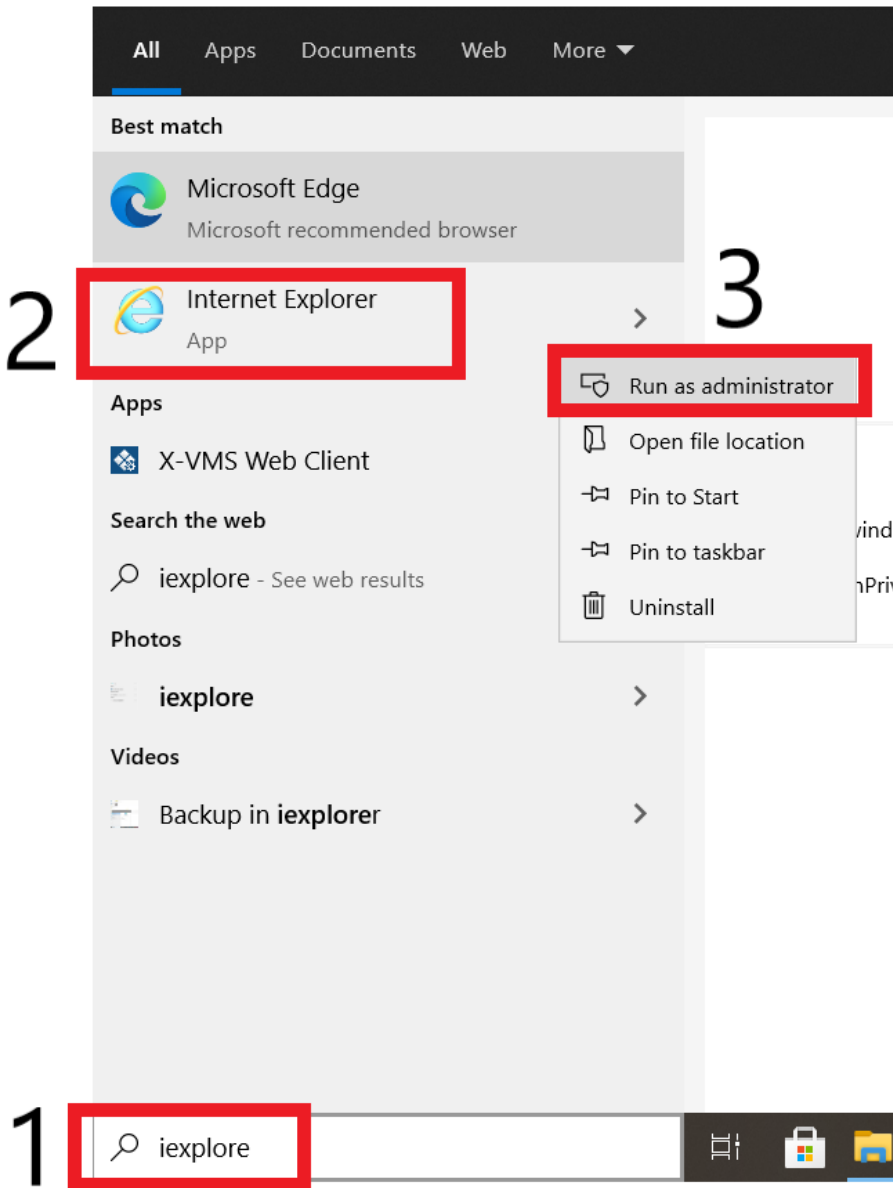 All Apps Documents Web More
Best match
Microsoft Edge
Microsoft recommended browser
2
Internet Explorer
App
3
Run as administrator
Open file location
Pin to Start
Pin to taskbar
Uninstall
Apps
X-VMS Web Client
Search the web
iexplore - See web results
Photos
iexplore
Videos
Backup in iexplorer
1
iexplore